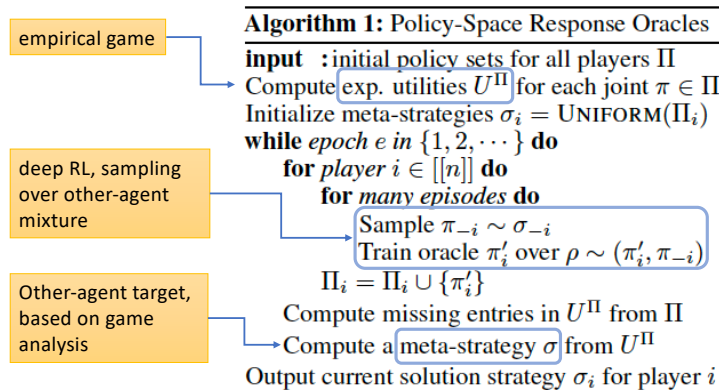 empirical game
deep RL, sampling
over other-agent
mixture
Other-agent target,
based on game
analysis
Algorithm 1: Policy-Space Response Oracles
input : initial policy sets for all players Π
Compute exp. utilities U^Π for each joint π ∈ Π
Initialize meta-strategies σ_i = UNIFORM(Π_i)
while epoch e in {1, 2, ⋯} do
for player i ∈ [[n]] do
for many episodes do
Sample π_{−i} ∼ σ_{−i}
Train oracle π′_i over ρ ∼ (π′_i, π_{−i})
Π_i = Π_i ∪ {π′_i}
Compute missing entries in U^Π from Π
Compute a meta-strategy σ from U^Π
Output current solution strategy σ_i for player i